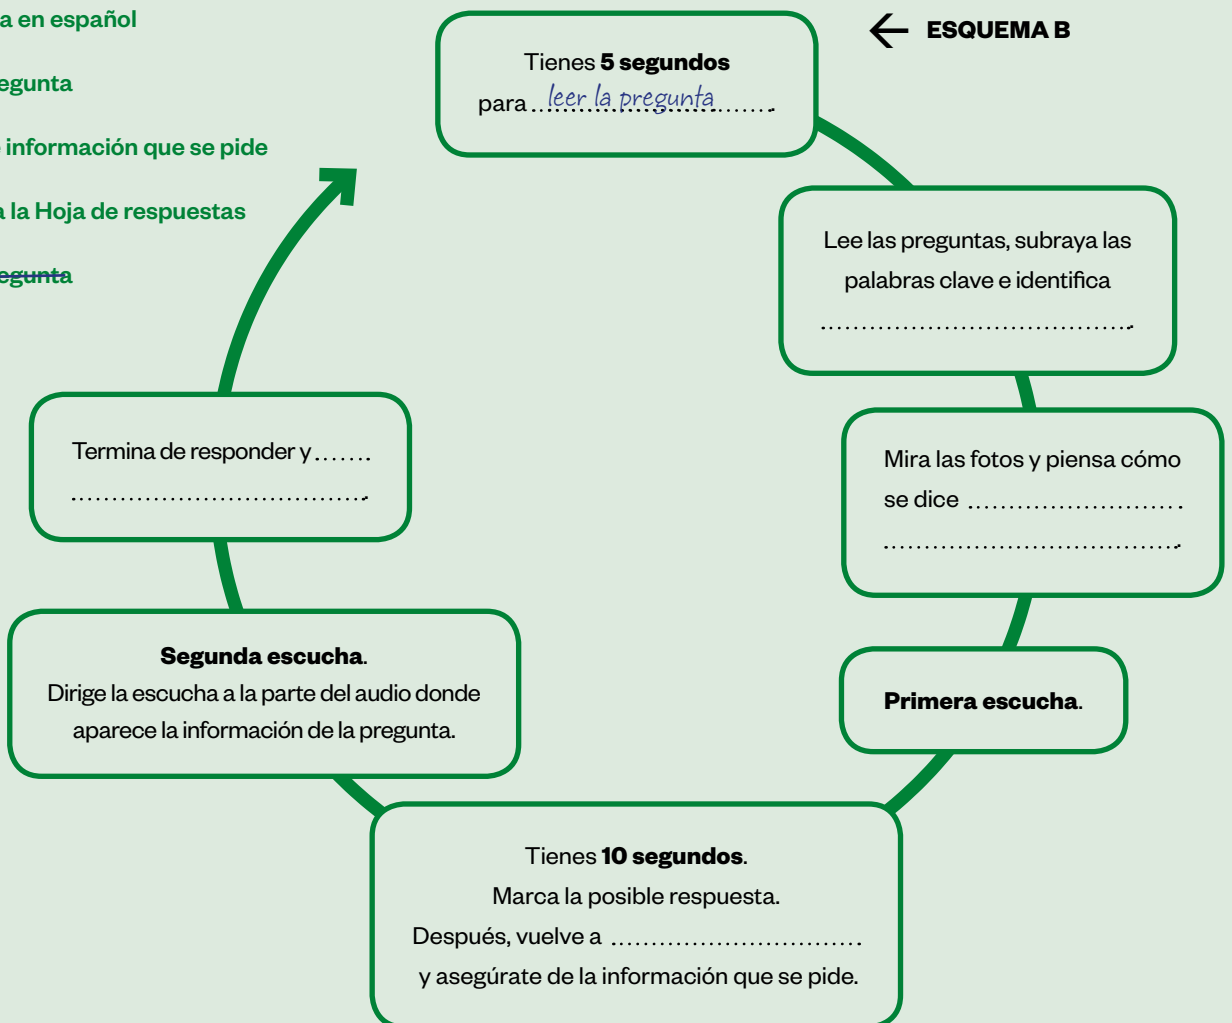 a en español
egunta
información que se pide
a la Hoja de respuestas
egunta
← ESQUEMA B
Tienes 5 segundos
para leer la pregunta.
Lee las preguntas, subraya las
palabras clave e identifica
.
Mira las fotos y piensa cómo
se dice
.
Primera escucha.
Tienes 10 segundos.
Marca la posible respuesta.
Después, vuelve a
y asegúrate de la información que se pide.
Segunda escucha.
Dirige la escucha a la parte del audio donde
aparece la información de la pregunta.
Termina de responder y
.